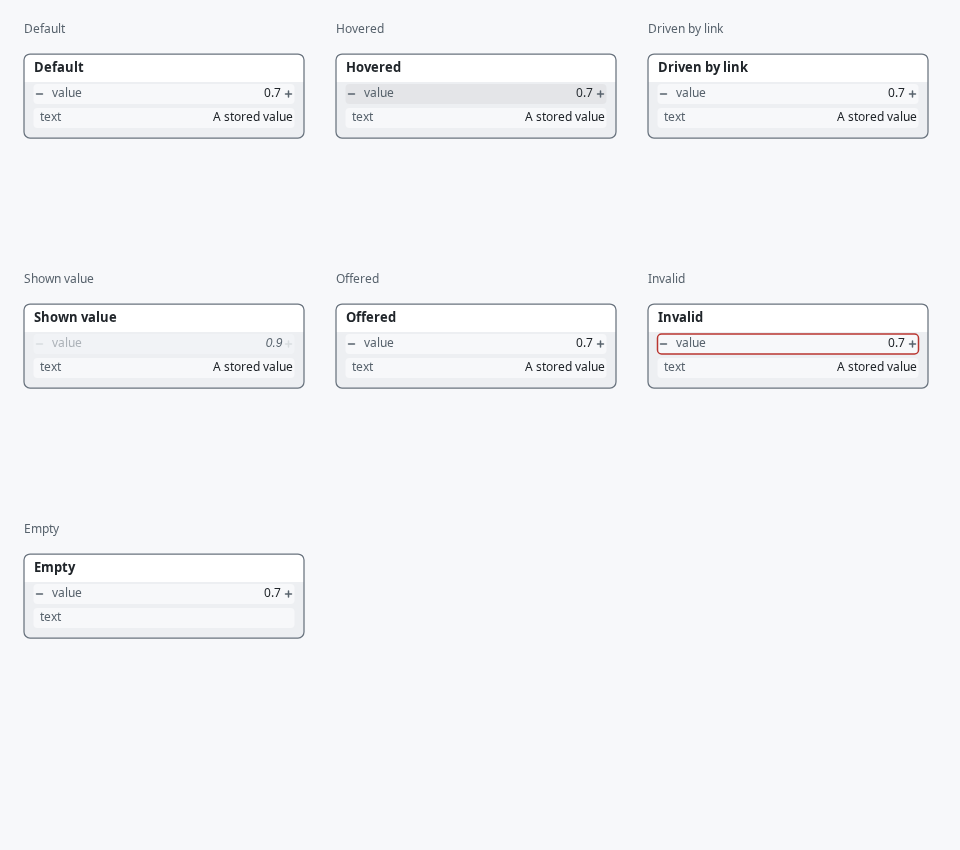 Default
Hovered
Driven by link
Default
− value 0.7 +
text A stored value
Hovered
− value 0.7 +
text A stored value
Driven by link
− value 0.7 +
text A stored value
Shown value
Offered
Invalid
Shown value
− value 0.9 +
text A stored value
Offered
− value 0.7 +
text A stored value
Invalid
− value 0.7 +
text A stored value
Empty
Empty
− value 0.7 +
text